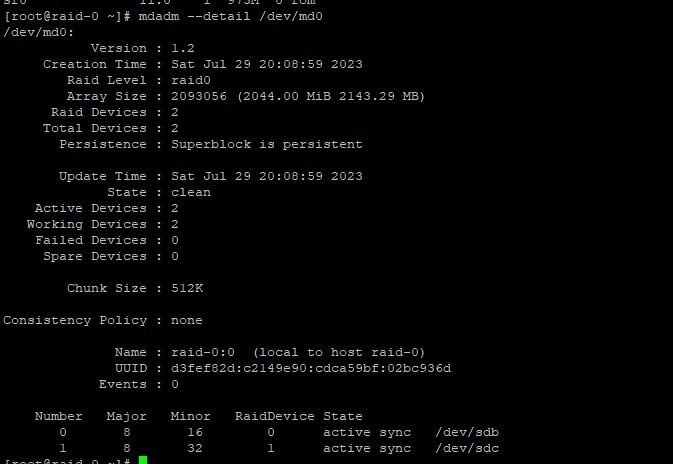 sr0 11:0 1 973M 0 rom
[root@raid-0 ~]# mdadm --detail /dev/md0
/dev/md0:
Version : 1.2
Creation Time : Sat Jul 29 20:08:59 2023
Raid Level : raid0
Array Size : 2093056 (2044.00 MiB 2143.29 MB)
Raid Devices : 2
Total Devices : 2
Persistence : Superblock is persistent
Update Time : Sat Jul 29 20:08:59 2023
State : clean
Active Devices : 2
Working Devices : 2
Failed Devices : 0
Spare Devices : 0
Chunk Size : 512K
Consistency Policy : none
Name : raid-0:0 (local to host raid-0)
UUID : d3fef82d:c2149e90:cdca59bf:02bc936d
Events : 0
Number Major Minor RaidDevice State
0 8 16 0 active sync /dev/sdb
1 8 32 1 active sync /dev/sdc
[root@raid-0 ~]#